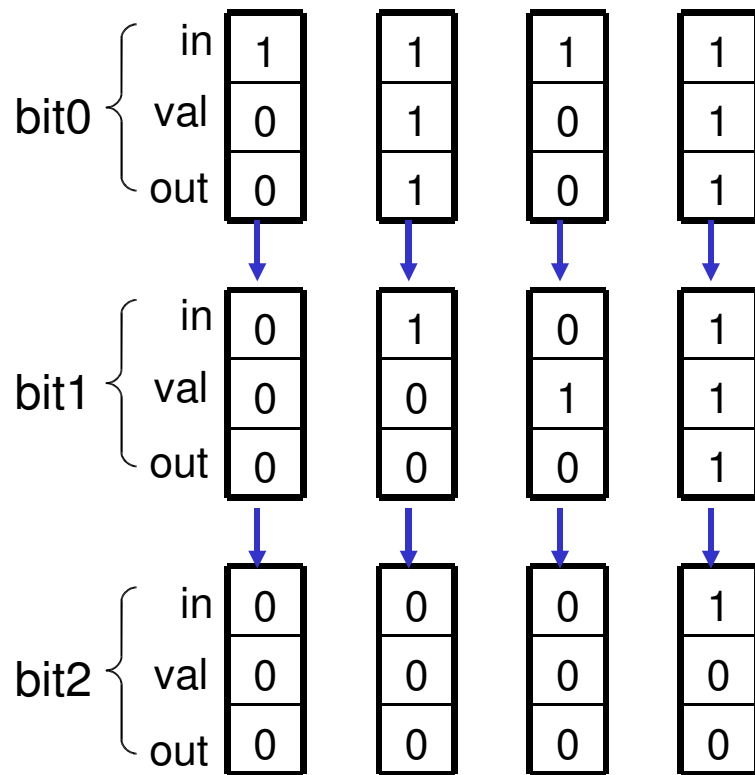 in 1 1 1 1
bit0 val 0 1 0 1
out 0 1 0 1
in 0 1 0 1
bit1 val 0 0 1 1
out 0 0 0 1
in 0 0 0 1
bit2 val 0 0 0 0
out 0 0 0 0